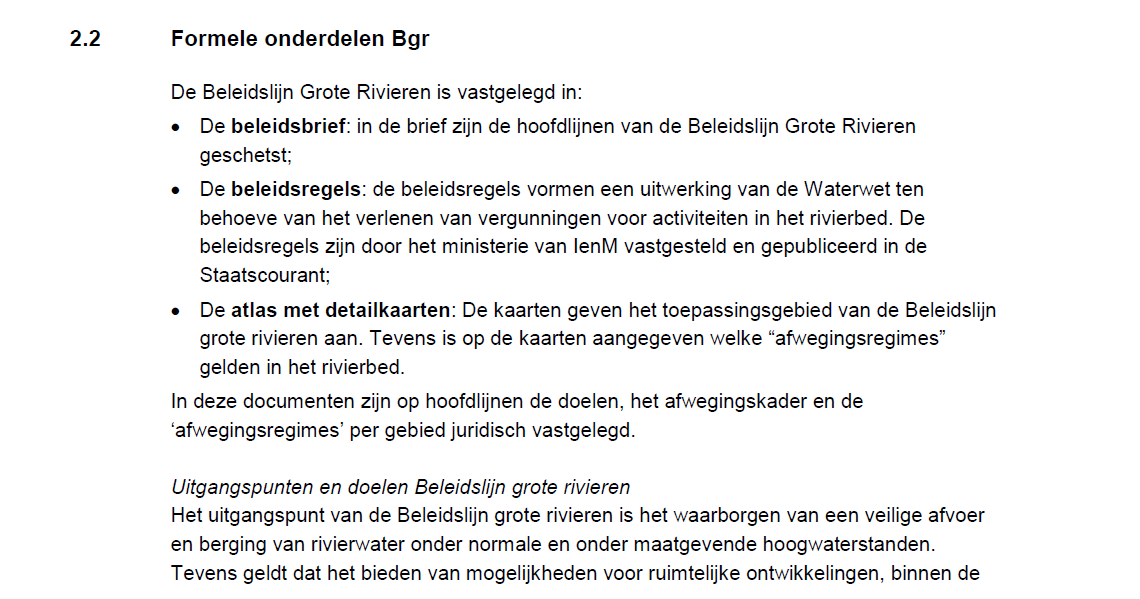 2.2 Formele onderdelen Bgr
De Beleidslijn Grote Rivieren is vastgelegd in:
• De beleidsbrief: in de brief zijn de hoofdlijnen van de Beleidslijn Grote Rivieren
geschetst;
• De beleidsregels: de beleidsregels vormen een uitwerking van de Waterwet ten
behoeve van het verlenen van vergunningen voor activiteiten in het rivierbed. De
beleidsregels zijn door het ministerie van IenM vastgesteld en gepubliceerd in de
Staatscourant;
• De atlas met detailkaarten: De kaarten geven het toepassingsgebied van de Beleidslijn
grote rivieren aan. Tevens is op de kaarten aangegeven welke “afwegingsregimes”
gelden in het rivierbed.
In deze documenten zijn op hoofdlijnen de doelen, het afwegingskader en de
‘afwegingsregimes’ per gebied juridisch vastgelegd.
Uitgangspunten en doelen Beleidslijn grote rivieren
Het uitgangspunt van de Beleidslijn grote rivieren is het waarborgen van een veilige afvoer
en berging van rivierwater onder normale en onder maatgevende hoogwaterstanden.
Tevens geldt dat het bieden van mogelijkheden voor ruimtelijke ontwikkelingen, binnen de